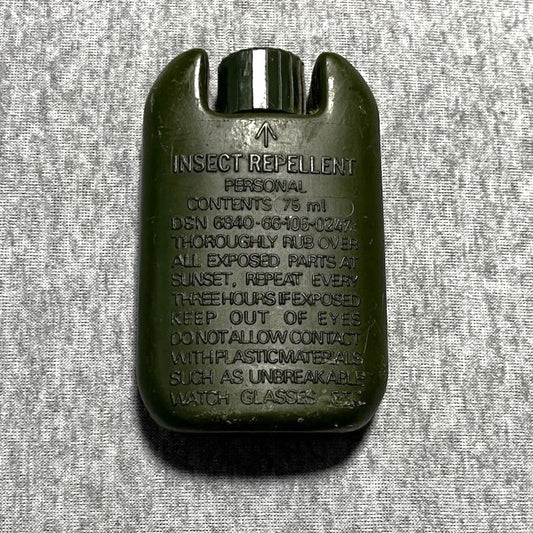 INSECT REPELLENT
PERSONAL
CONTENTS 75 ml
DSN 6840-66-106-0247
THOROUGHLY RUB OVER
ALL EXPOSED PARTS AT
SUNSET, REPEAT EVERY
THREE HOURS IF EXPOSED
KEEP OUT OF EYES
DO NOT ALLOW CONTACT
WITH PLASTIC MATERIALS
SUCH AS UNBREAKABLE
WATCH GLASSES